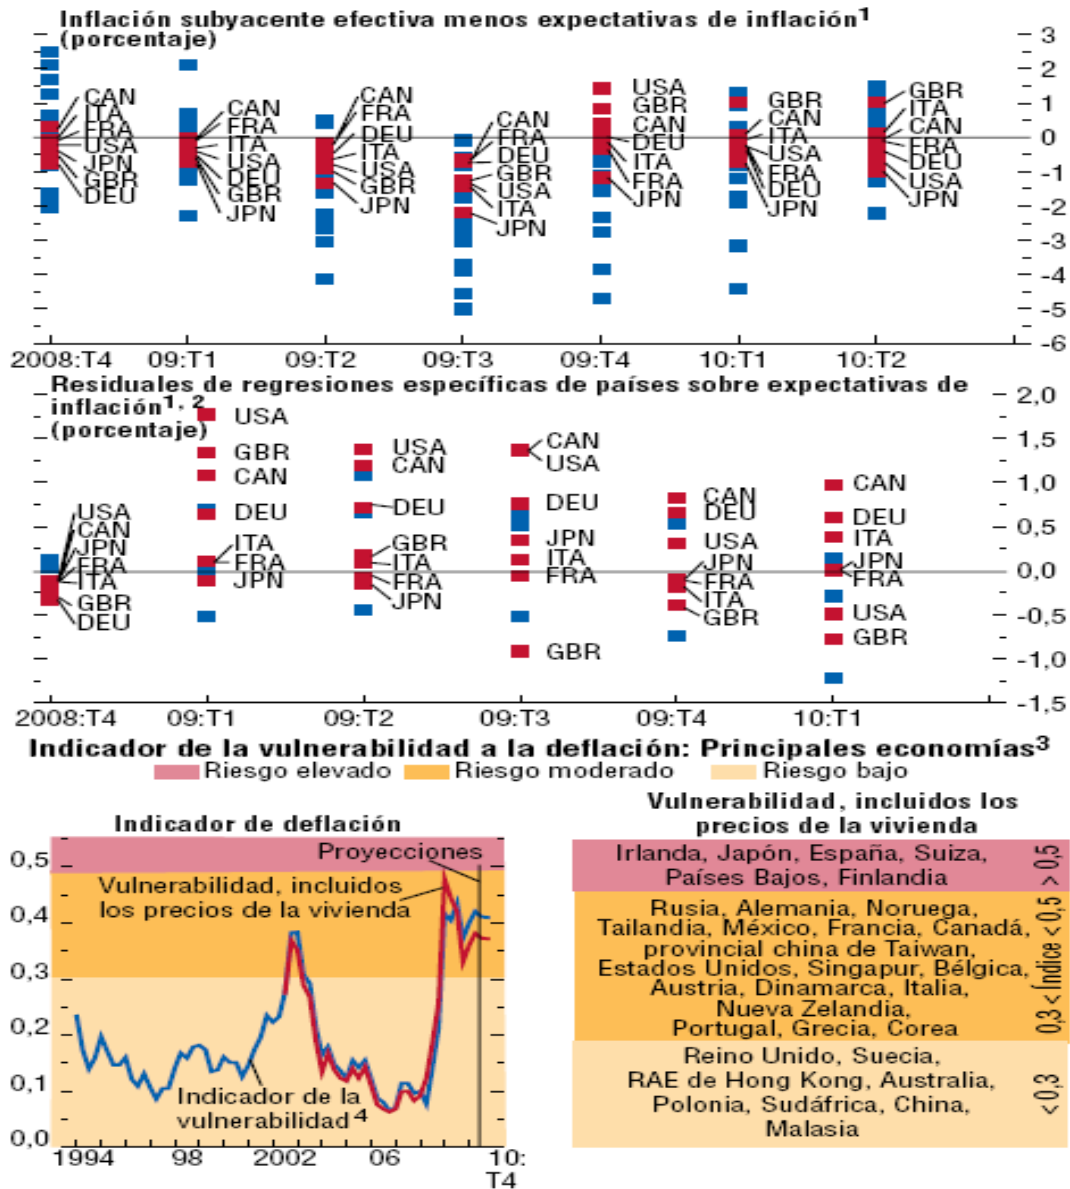 Inflación subyacente efectiva menos expectativas de inflación1
(porcentaje)
3
2
1
0
-1
-2
-3
-4
-5
-6
CAN
ITA
FRA
USA
JPN
GBR
DEU
CAN
FRA
ITA
USA
DEU
GBR
JPN
CAN
FRA
DEU
ITA
USA
GBR
JPN
CAN
FRA
DEU
GBR
USA
ITA
JPN
USA
GBR
CAN
DEU
ITA
FRA
JPN
GBR
CAN
ITA
USA
FRA
DEU
JPN
GBR
ITA
CAN
FRA
DEU
USA
JPN
2008:T4 09:T1 09:T2 09:T3 09:T4 10:T1 10:T2
Residuales de regresiones específicas de países sobre expectativas de
inflación1, 2
(porcentaje)
2,0
1,5
1,0
0,5
0,0
-0,5
-1,0
-1,5
USA
CAN
JPN
FRA
ITA
GBR
DEU
USA
GBR
CAN
DEU
ITA
FRA
JPN
USA
CAN
DEU
GBR
ITA
FRA
JPN
CAN
USA
DEU
JPN
ITA
FRA
GBR
CAN
DEU
USA
JPN
FRA
ITA
GBR
CAN
DEU
ITA
JPN
FRA
USA
GBR
2008:T4 09:T1 09:T2 09:T3 09:T4 10:T1
Indicador de la vulnerabilidad a la deflación: Principales economías3
Riesgo elevado Riesgo moderado Riesgo bajo
Indicador de deflación
Proyecciones
Vulnerabilidad, incluidos
los precios de la vivienda
Indicador de la
vulnerabilidad4
0,5
0,4
0,3
0,2
0,1
0,0
1994 98 2002 06 10:
T4
Vulnerabilidad, incluidos los
precios de la vivienda
Irlanda, Japón, España, Suiza,
Países Bajos, Finlandia
> 0,5
Rusia, Alemania, Noruega,
Tailandia, México, Francia, Canadá,
provincial china de Taiwan,
Estados Unidos, Singapur, Bélgica,
Austria, Dinamarca, Italia,
Nueva Zelandia,
Portugal, Grecia, Corea
0,3 < Índice < 0,5
Reino Unido, Suecia,
RAE de Hong Kong, Australia,
Polonia, Sudáfrica, China,
Malasia
< 0,3